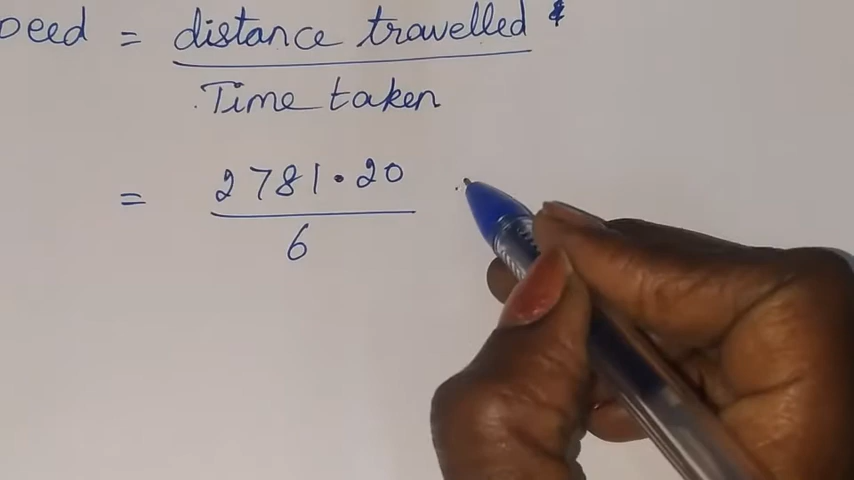 peed = distance travelled
Time taken
= 2781.20
6